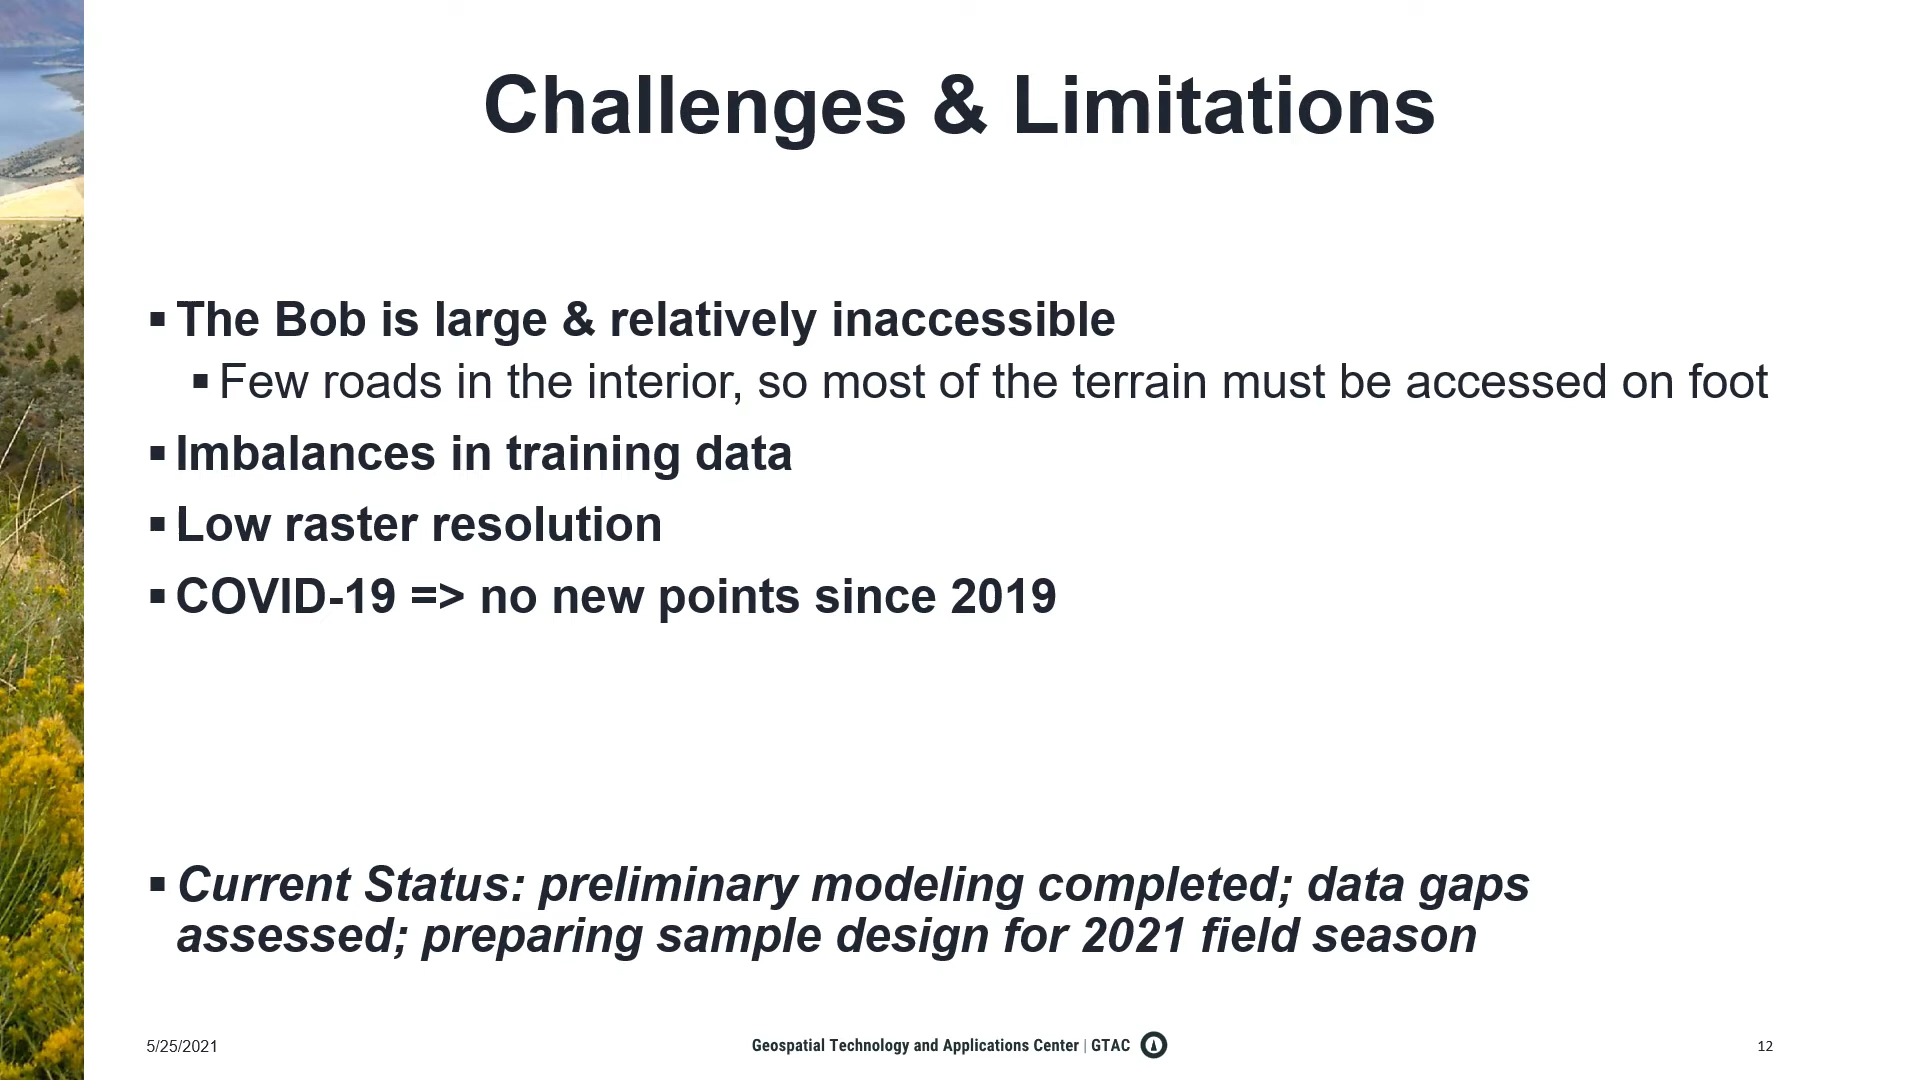 Challenges & Limitations
▪ The Bob is large & relatively inaccessible
▪ Few roads in the interior, so most of the terrain must be accessed on foot
▪ Imbalances in training data
▪ Low raster resolution
▪ COVID-19 => no new points since 2019
▪ Current Status: preliminary modeling completed; data gaps
assessed; preparing sample design for 2021 field season
5/25/2021
Geospatial Technology and Applications Center | GTAC
12